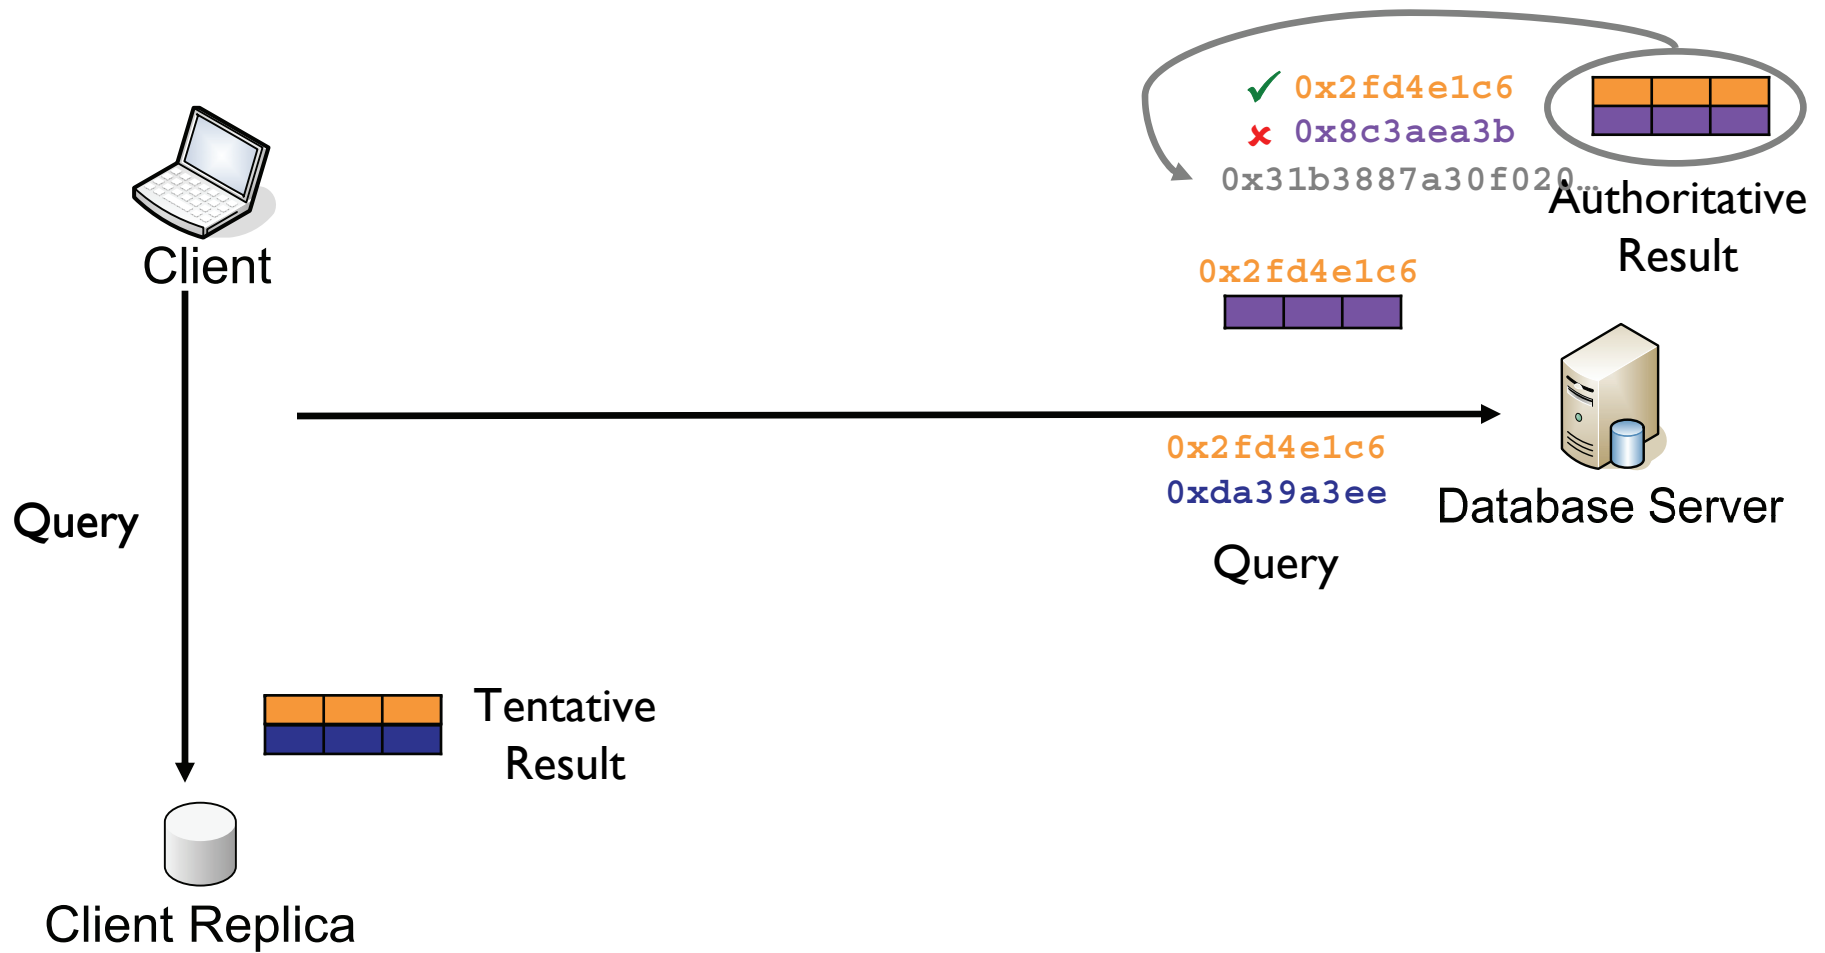 0x2fd4e1c6
0x8c3aea3b
0x31b3887a30f020…
Authoritative
Result
Client
0x2fd4e1c6
0x2fd4e1c6
0xda39a3ee
Database Server
Query
Query
Tentative
Result
Client Replica